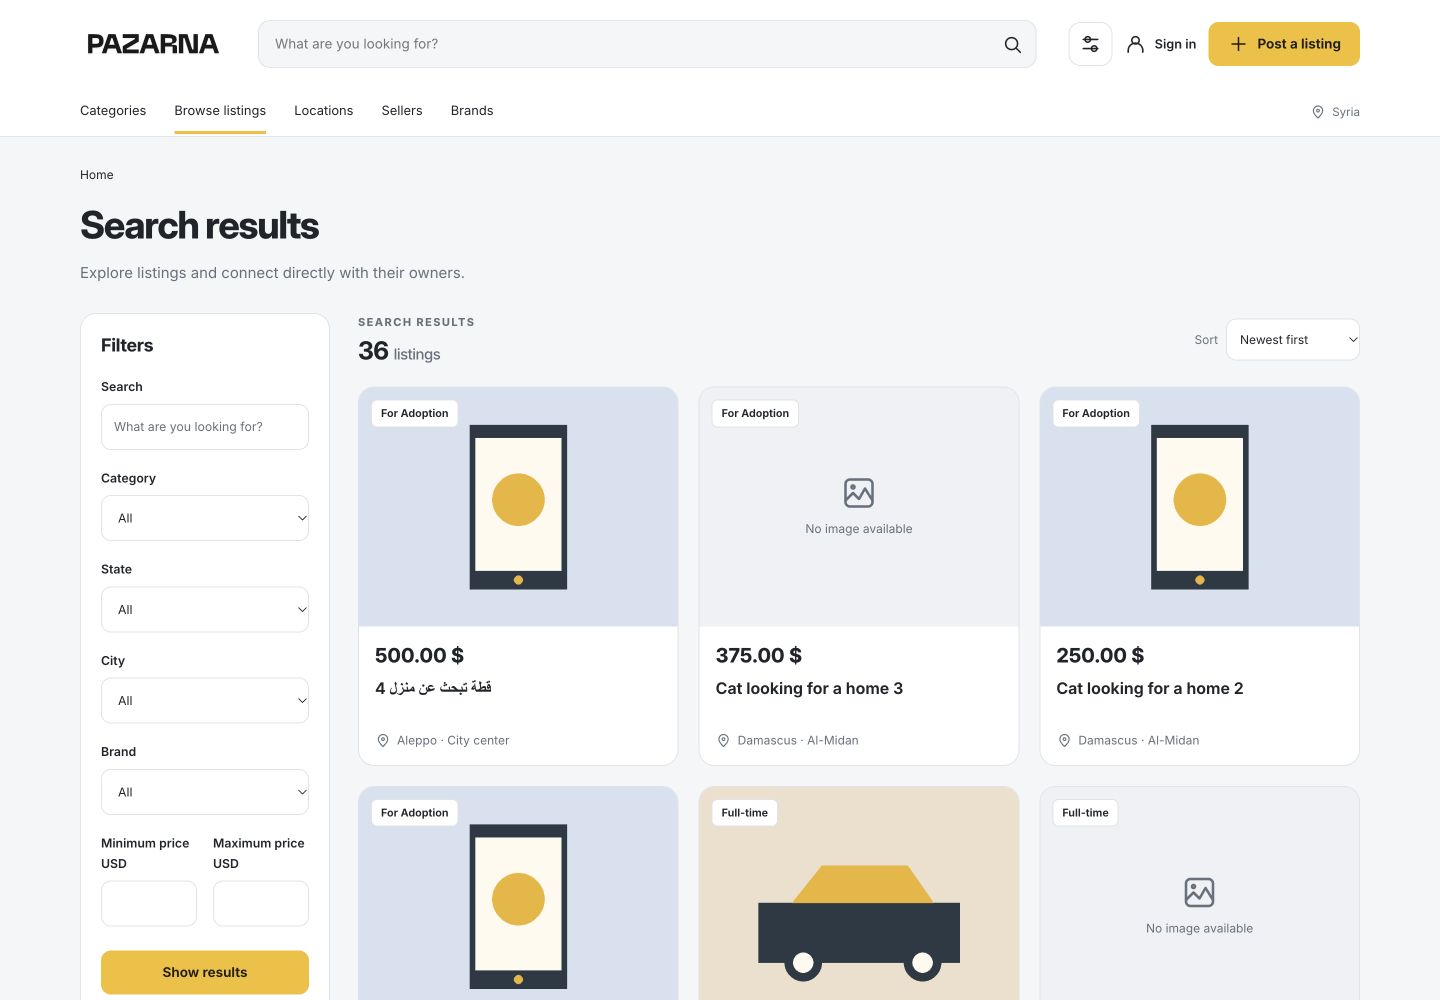 PAZARNA
What are you looking for?
Sign in
Post a listing
Categories
Browse listings
Locations
Sellers
Brands
Syria
Home
Search results
Explore listings and connect directly with their owners.
Filters
Search
What are you looking for?
Category
All
State
All
City
All
Brand
All
Minimum price USD
Maximum price USD
Show results
SEARCH RESULTS
36 listings
Sort
Newest first
For Adoption
500.00 $
قطة تبحث عن منزل 4
Aleppo · City center
For Adoption
No image available
375.00 $
Cat looking for a home 3
Damascus · Al-Midan
For Adoption
250.00 $
Cat looking for a home 2
Damascus · Al-Midan
For Adoption
Full-time
Full-time
No image available